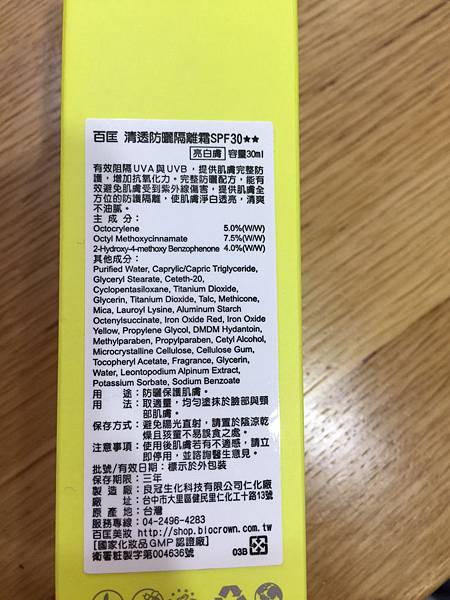 百匡 清透防曬隔離霜SPF30★★
亮白膚 容量30ml
有效阻隔UVA與UVB，提供肌膚完整防
護，增加抗氧化力。完整防曬配方，能有
效避免肌膚受到紫外線傷害，提供肌膚全
方位的防護隔離，使肌膚淨白透亮，清爽
不油膩。
主 成 分：
Octocrylene 5.0%(W/W)
Octyl Methoxycinnamate 7.5%(W/W)
2-Hydroxy-4-methoxy Benzophenone 4.0%(W/W)
其他成分：
Purified Water, Caprylic/Capric Triglyceride,
Glyceryl Stearate, Ceteth-20,
Cyclopentasiloxane, Titanium Dioxide,
Glycerin, Titanium Dioxide, Talc, Methicone,
Mica, Lauroyl Lysine, Aluminum Starch
Octenylsuccinate, Iron Oxide Red, Iron Oxide
Yellow, Propylene Glycol, DMDM Hydantoin,
Methylparaben, Propylparaben, Cetyl Alcohol,
Microcrystalline Cellulose, Cellulose Gum,
Tocopheryl Acetate, Fragrance, Glycerin,
Water, Leontopodium Alpinum Extract,
Potassium Sorbate, Sodium Benzoate
用 途：防曬保護肌膚。
用 法：取適量，均勻塗抹於臉部與頸
部肌膚。
保存方式：避免陽光直射，請置於陰涼乾
燥且孩童不易誤食之處。
注意事項：使用後肌膚若有不適感，請立
即停用，並諮詢醫生意見。
批號/有效日期：標示於外包裝
保存期限：三年
製 造 廠：良冠生化科技有限公司仁化廠
廠 址：台中市大里區健民里仁化工十路13號
原 產 地：台灣
服務專線：04-2496-4283
百匡美妝 http://shop.biocrown.com.tw
[國家化妝品GMP認證廠]
衛署粧製字第004636號 03B